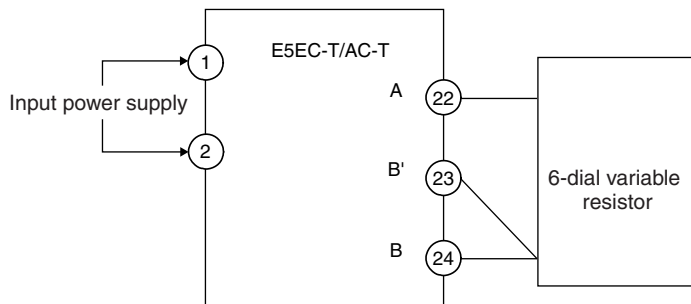 E5EC-T/AC-T
1
Input power supply
2
A
22
B'
23
B
24
6-dial variable
resistor